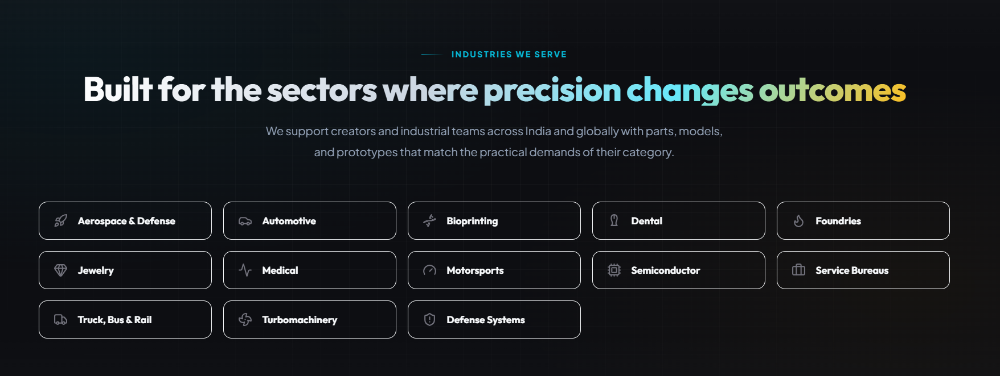 INDUSTRIES WE SERVE
Built for the sectors where precision changes outcomes
We support creators and industrial teams across India and globally with parts, models,
and prototypes that match the practical demands of their category.
Aerospace & Defense
Automotive
Bioprinting
Dental
Foundries
Jewelry
Medical
Motorsports
Semiconductor
Service Bureaus
Truck, Bus & Rail
Turbomachinery
Defense Systems